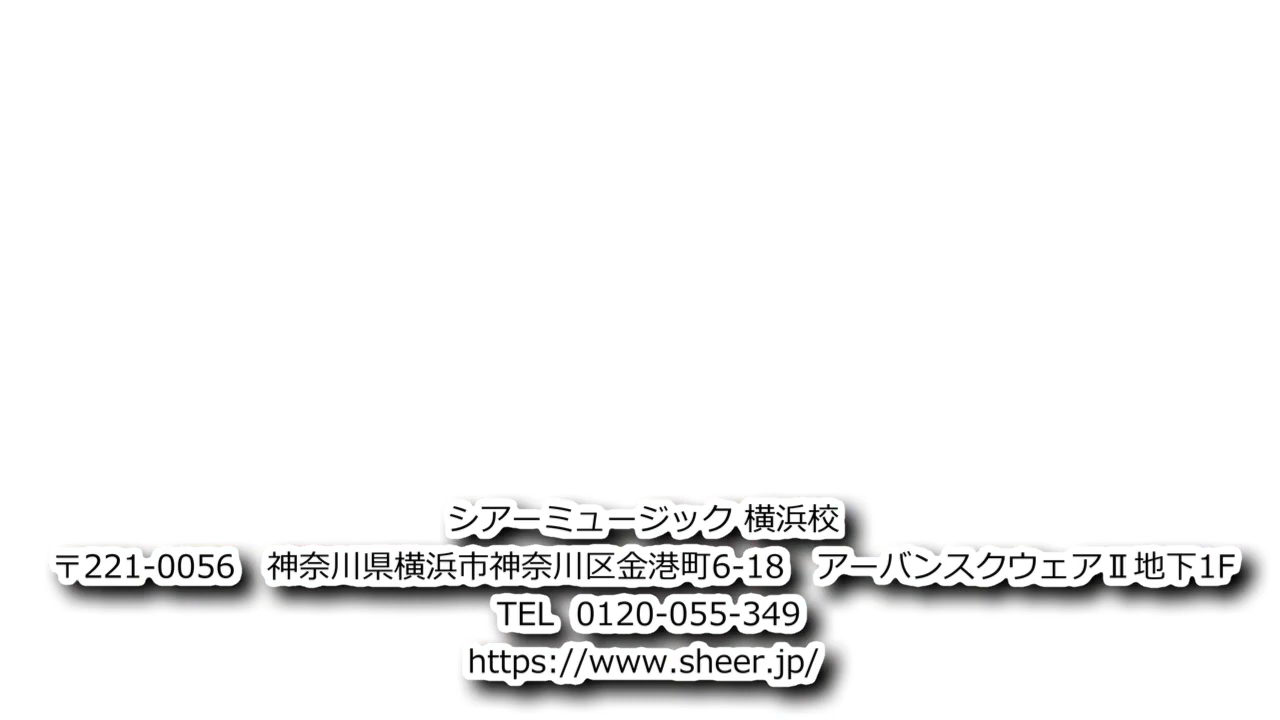 シアーミュージック 横浜校
〒221-0056　神奈川県横浜市神奈川区金港町6-18　アーバンスクウェアⅡ地下1F
TEL 0120-055-349
https://www.sheer.jp/